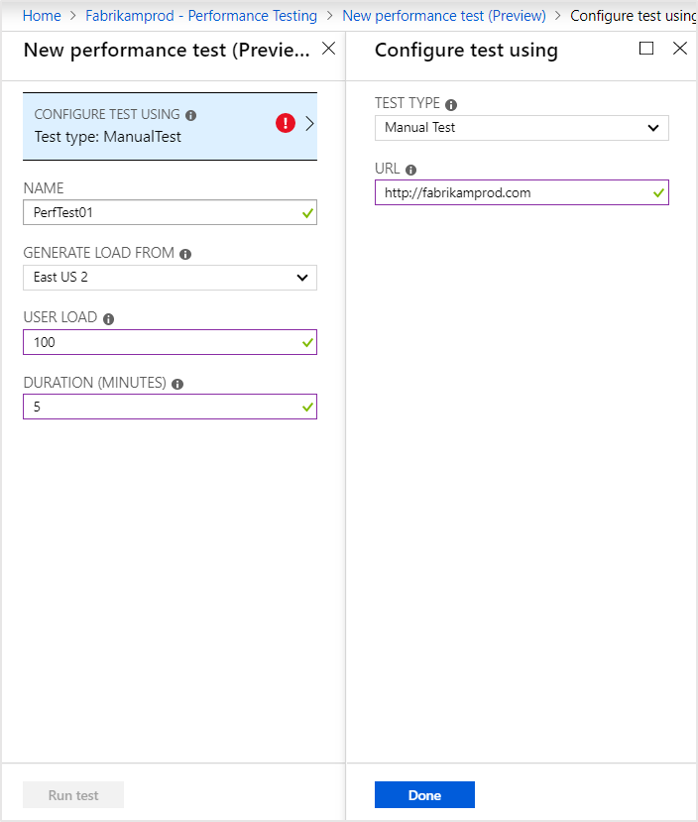 Home > Fabrikamprod - Performance Testing > New performance test (Preview) > Configure test using
New performance test (Previe...
CONFIGURE TEST USING
Test type: ManualTest
NAME
PerfTest01
GENERATE LOAD FROM
East US 2
USER LOAD
100
DURATION (MINUTES)
5
Run test
Configure test using
TEST TYPE
Manual Test
URL
http://fabrikamprod.com
Done